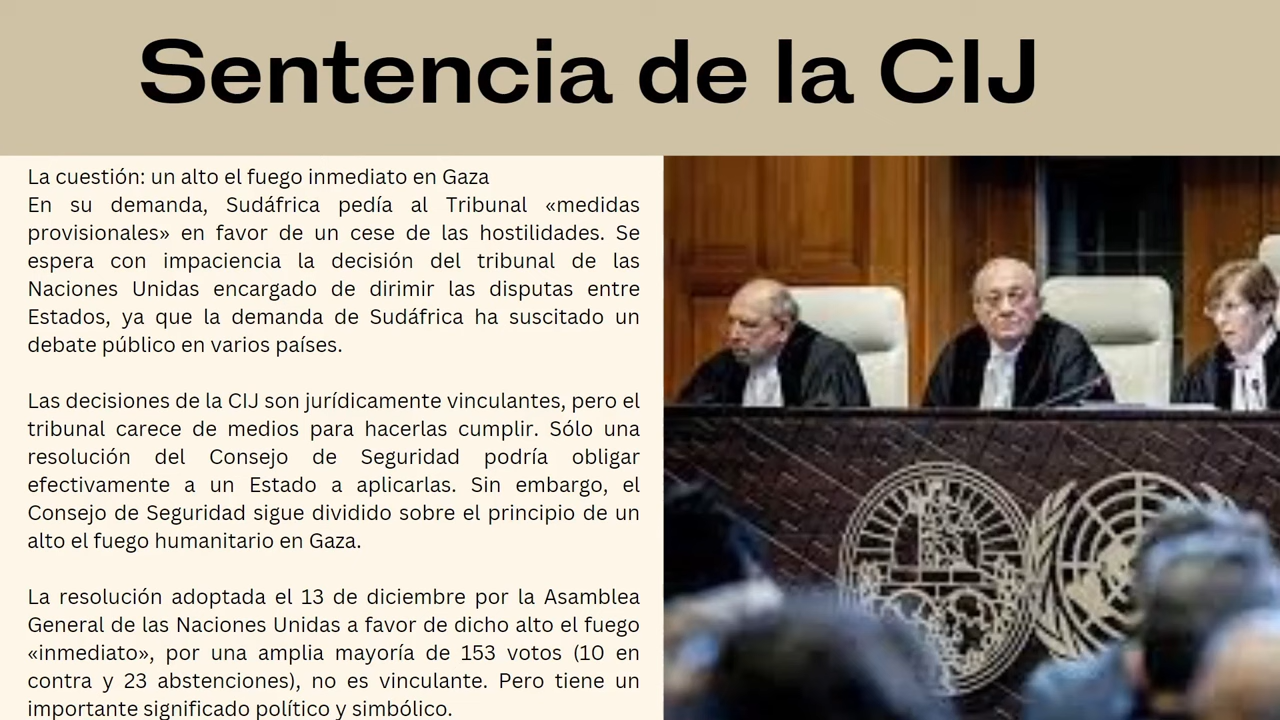 Sentencia de la CIJ
La cuestión: un alto el fuego inmediato en Gaza
En su demanda, Sudáfrica pedía al Tribunal «medidas
provisionales» en favor de un cese de las hostilidades. Se
espera con impaciencia la decisión del tribunal de las
Naciones Unidas encargado de dirimir las disputas entre
Estados, ya que la demanda de Sudáfrica ha suscitado un
debate público en varios países.
Las decisiones de la CIJ son jurídicamente vinculantes, pero el
tribunal carece de medios para hacerlas cumplir. Sólo una
resolución del Consejo de Seguridad podría obligar
efectivamente a un Estado a aplicarlas. Sin embargo, el
Consejo de Seguridad sigue dividido sobre el principio de un
alto el fuego humanitario en Gaza.
La resolución adoptada el 13 de diciembre por la Asamblea
General de las Naciones Unidas a favor de dicho alto el fuego
«inmediato», por una amplia mayoría de 153 votos (10 en
contra y 23 abstenciones), no es vinculante. Pero tiene un
importante significado político y simbólico.